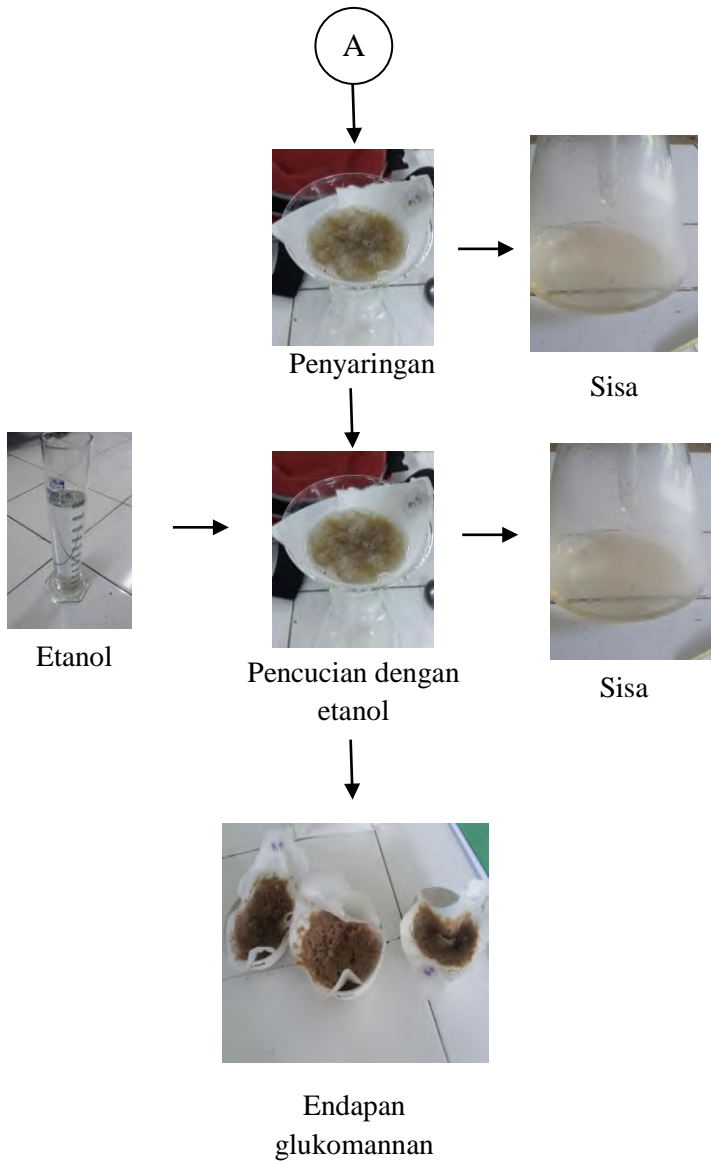 A
Penyaringan
Sisa
Etanol
Pencucian dengan
etanol
Sisa
Endapan
glukomannan